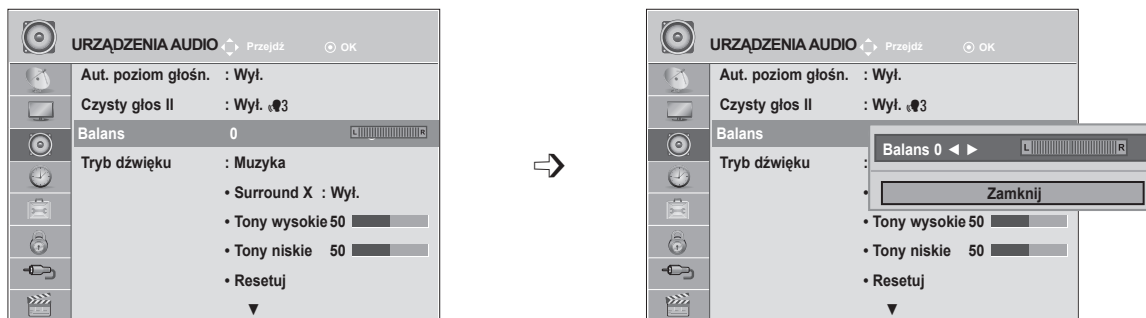 URZĄDZENIA AUDIO Przejdź OK
Aut. poziom głośn. : Wył.
Czysty głos II : Wył. 3
Balans 0 L R
Tryb dźwięku : Muzyka
• Surround X : Wył.
• Tony wysokie 50
• Tony niskie 50
• Resetuj
▼
URZĄDZENIA AUDIO Przejdź OK
Aut. poziom głośn. : Wył.
Czysty głos II : Wył. 3
Balans
Balans 0 ◄ ► L R
Tryb dźwięku :
•
Zamknij
• Tony wysokie 50
• Tony niskie 50
• Resetuj
▼